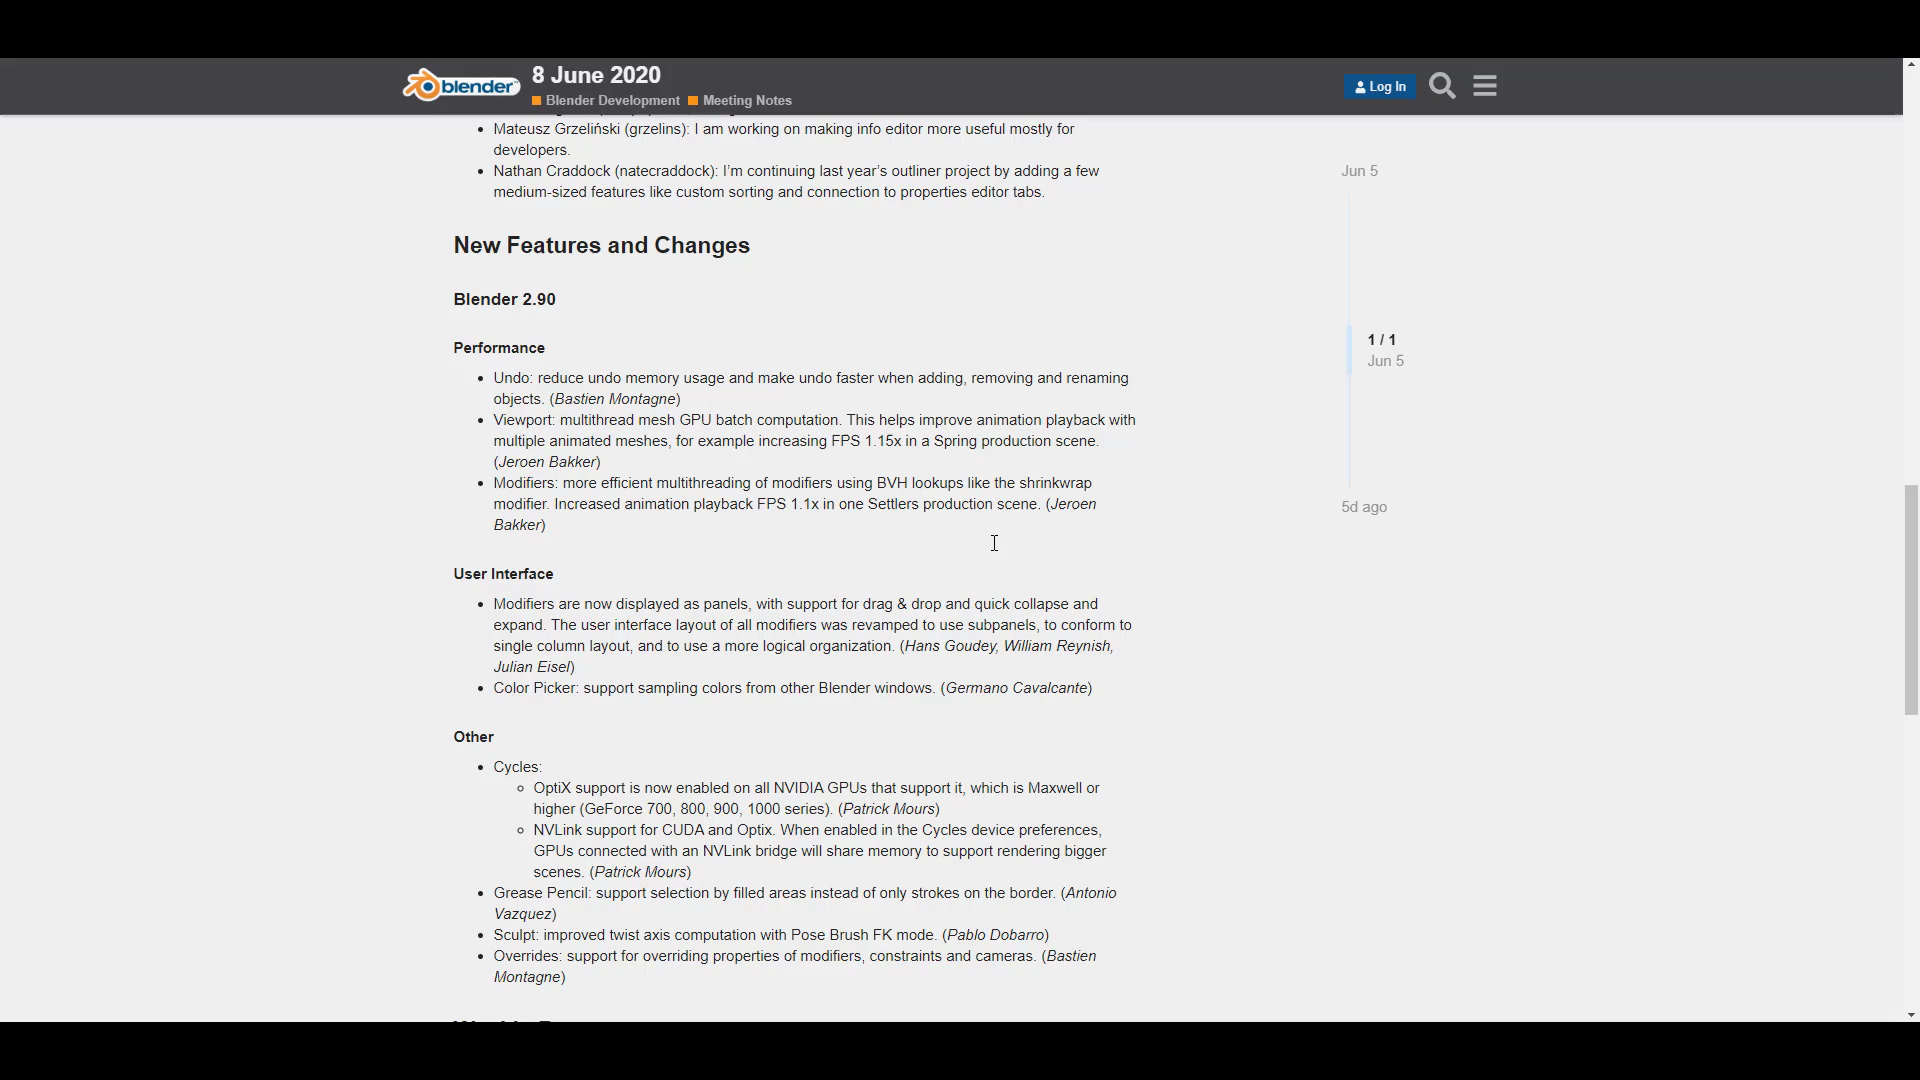 blender
8 June 2020
Blender Development Meeting Notes
Log In
Mateusz Grzeliński (grzelins): I am working on making info editor more useful mostly for
developers.
Nathan Craddock (natecraddock): I’m continuing last year’s outliner project by adding a few
medium-sized features like custom sorting and connection to properties editor tabs.
Jun 5
New Features and Changes
Blender 2.90
1 / 1
Jun 5
Performance
Undo: reduce undo memory usage and make undo faster when adding, removing and renaming
objects. (Bastien Montagne)
Viewport: multithread mesh GPU batch computation. This helps improve animation playback with
multiple animated meshes, for example increasing FPS 1.15x in a Spring production scene.
(Jeroen Bakker)
Modifiers: more efficient multithreading of modifiers using BVH lookups like the shrinkwrap
modifier. Increased animation playback FPS 1.1x in one Settlers production scene. (Jeroen
Bakker)
5d ago
User Interface
Modifiers are now displayed as panels, with support for drag & drop and quick collapse and
expand. The user interface layout of all modifiers was revamped to use subpanels, to conform to
single column layout, and to use a more logical organization. (Hans Goudey, William Reynish,
Julian Eisel)
Color Picker: support sampling colors from other Blender windows. (Germano Cavalcante)
Other
Cycles:
OptiX support is now enabled on all NVIDIA GPUs that support it, which is Maxwell or
higher (GeForce 700, 800, 900, 1000 series). (Patrick Mours)
NVLink support for CUDA and Optix. When enabled in the Cycles device preferences,
GPUs connected with an NVLink bridge will share memory to support rendering bigger
scenes. (Patrick Mours)
Grease Pencil: support selection by filled areas instead of only strokes on the border. (Antonio
Vazquez)
Sculpt: improved twist axis computation with Pose Brush FK mode. (Pablo Dobarro)
Overrides: support for overriding properties of modifiers, constraints and cameras. (Bastien
Montagne)